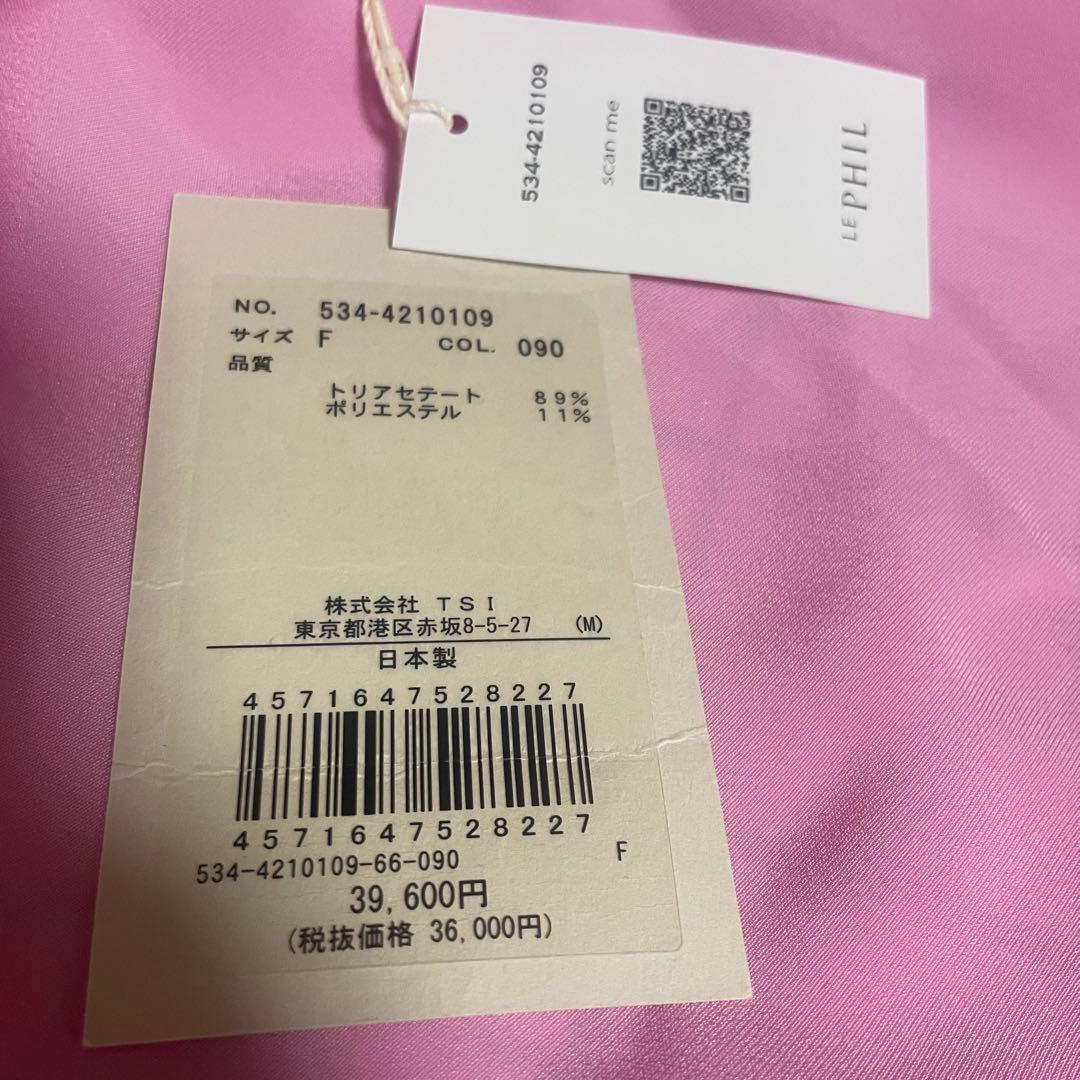 534-4210109
scan me
LE PHIL
NO. 534-4210109
サイズ F COL. 090
品質
トリアセテート 89%
ポリエステル 11%
株式会社 TSI
東京都港区赤坂8-5-27 (M)
日本製
4571647528227
4571647528227
534-4210109-66-090 F
39,600円
(税抜価格 36,000円)